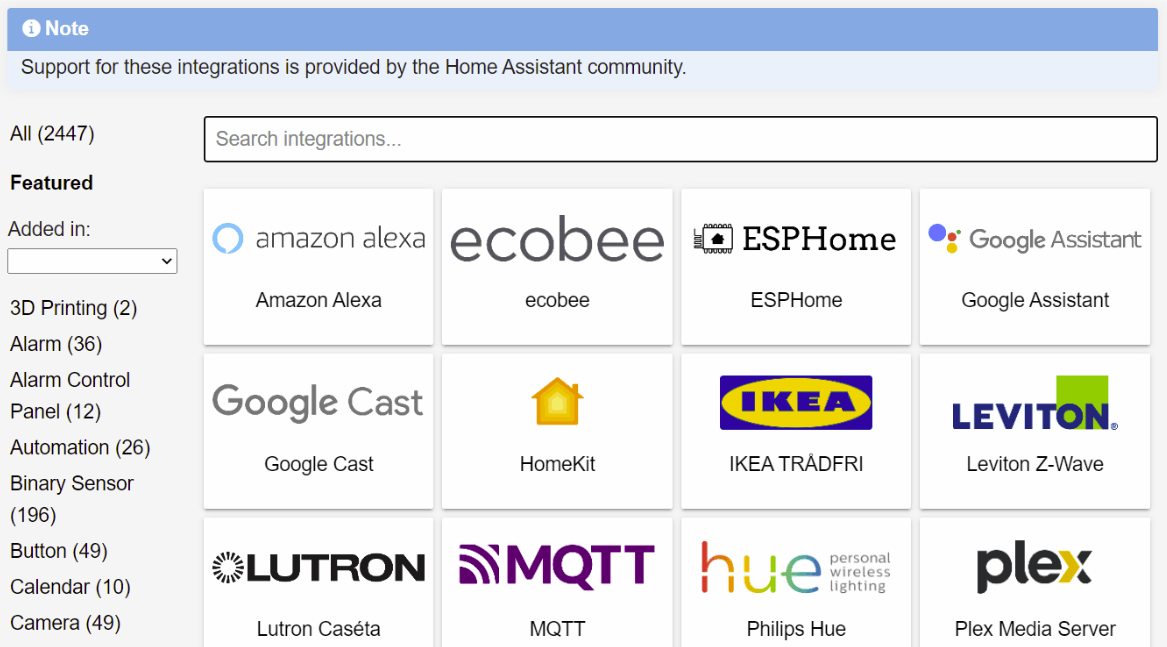 Note
Support for these integrations is provided by the Home Assistant community.
All (2447)
Featured
Added in:
3D Printing (2)
Alarm (36)
Alarm Control
Panel (12)
Automation (26)
Binary Sensor
(196)
Button (49)
Calendar (10)
Camera (49)
Search integrations...
amazon alexa
Amazon Alexa
ecobee
ecobee
ESPHome
ESPHome
Google Assistant
Google Assistant
Google Cast
Google Cast
HomeKit
IKEA
IKEA TRÅDFRI
LEVITON®
Leviton Z-Wave
LUTRON
Lutron Caséta
MQTT
MQTT
hue personal
wireless
lighting
Philips Hue
plex
Plex Media Server